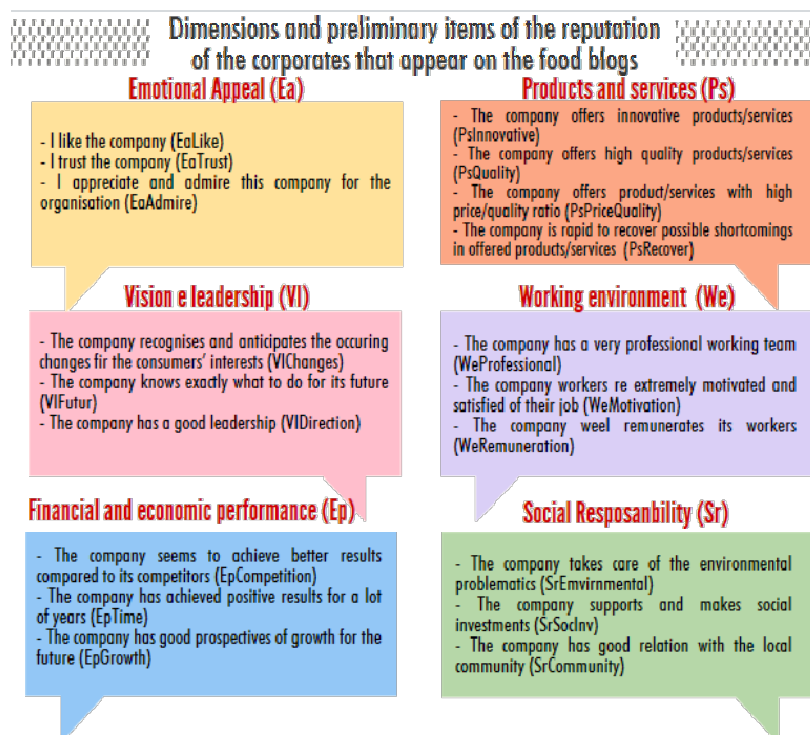 Dimensions and preliminary items of the reputation
of the corporates that appear on the food blogs
Emotional Appeal (Ea)
- I like the company (EaLike)
- I trust the company (EaTrust)
- I appreciate and admire this company for the
organisation (EaAdmire)
Products and services (Ps)
- The company offers innovative products/services
(PsInnovative)
- The company offers high quality products/services
(PsQuality)
- The company offers product/services with high
price/quality ratio (PsPriceQuality)
- The company is rapid to recover possible shortcomings
in offered products/services (PsRecover)
Vision e leadership (Vl)
- The company recognises and anticipates the occuring
changes fir the consumers' interests (VlChanges)
- The company knows exactly what to do for its future
(VlFutur)
- The company has a good leadership (VlDirection)
Working environment (We)
- The company has a very professional working team
(WeProfessional)
- The company workers re extremely motivated and
satisfied of their job (WeMotivation)
- The company weel remunerates its workers
(WeRemuneration)
Financial and economic performance (Ep)
- The company seems to achieve better results
compared to its competitors (EpCompetition)
- The company has achieved positive results for a lot
of years (EpTime)
- The company has good prospectives of growth for the
future (EpGrowth)
Social Resposanbility (Sr)
- The company takes care of the environmental
problematics (SrEmvirnmental)
- The company supports and makes social
investments (SrSocInv)
- The company has good relation with the local
community (SrCommunity)